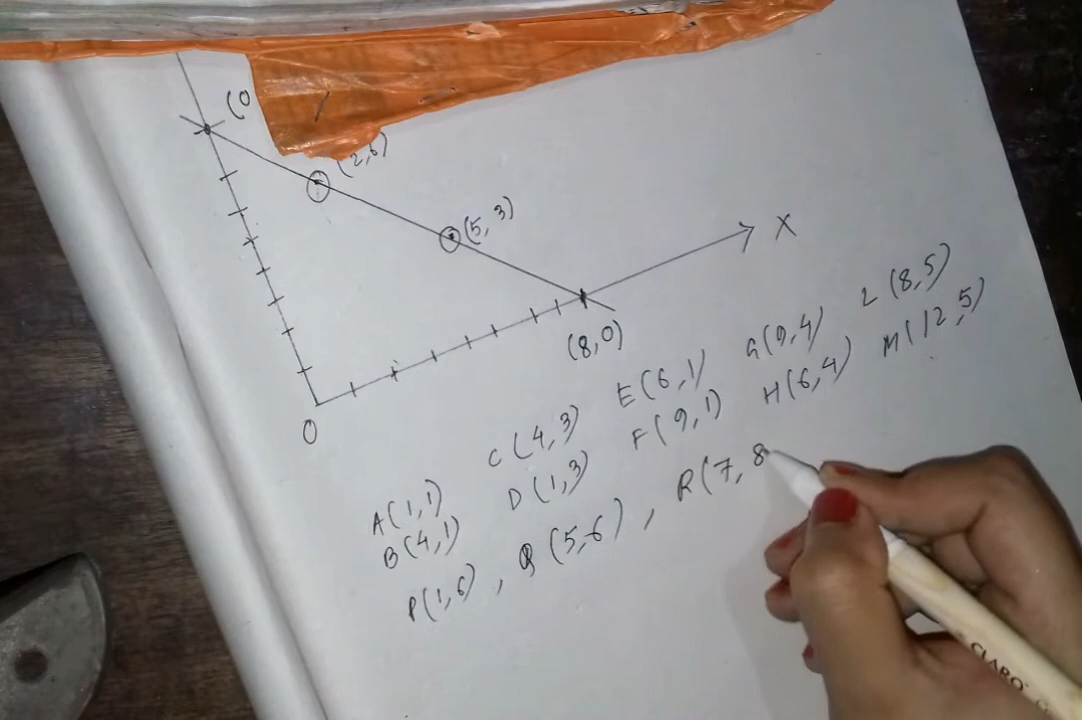 (0
(2,6)
(5,3)
X
(8,0)
O
A(1,1) C(4,3) E(6,1) G(9,4) L(8,5)
B(4,1) D(1,3) F(9,1) H(6,4) M(12,5)
P(1,6), Q(5,6), R(7,8
CLARO